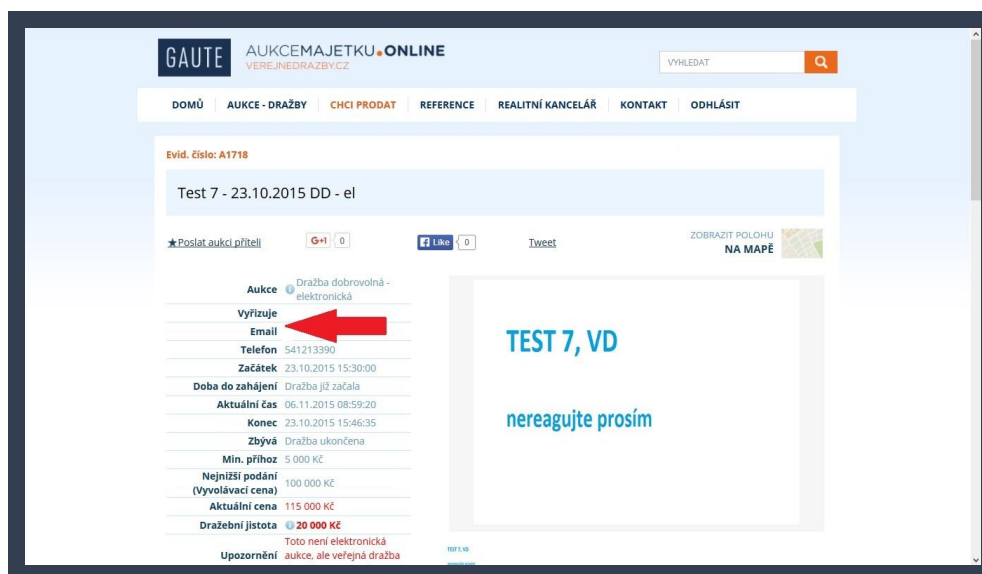 GAUTE
AUKCEMAJETKU.ONLINE
VEREJNEDRAZBY.CZ
VYHLEDAT
DOMŮ AUKCE - DRAŽBY CHCI PRODAT REFERENCE REALITNÍ KANCELÁŘ KONTAKT ODHLÁSIT
Evid. číslo: A1718
Test 7 - 23.10.2015 DD - el
★Poslat aukci příteli
G+1 0
Like 0
Tweet
ZOBRAZIT POLOHU
NA MAPĚ
Aukce Dražba dobrovolná -
elektronická
Vyřizuje
Email
Telefon 541213390
Začátek 23.10.2015 15:30:00
Doba do zahájení Dražba již začala
Aktuální čas 06.11.2015 08:59:20
Konec 23.10.2015 15:46:35
Zbývá Dražba ukončena
Min. příhoz 5 000 Kč
Nejnižší podání
(Vyvolávací cena) 100 000 Kč
Aktuální cena 115 000 Kč
Dražební jistota 20 000 Kč
Upozornění Toto není elektronická
aukce, ale veřejná dražba
TEST 7, VD
nereagujte prosím
TEST 7, VD